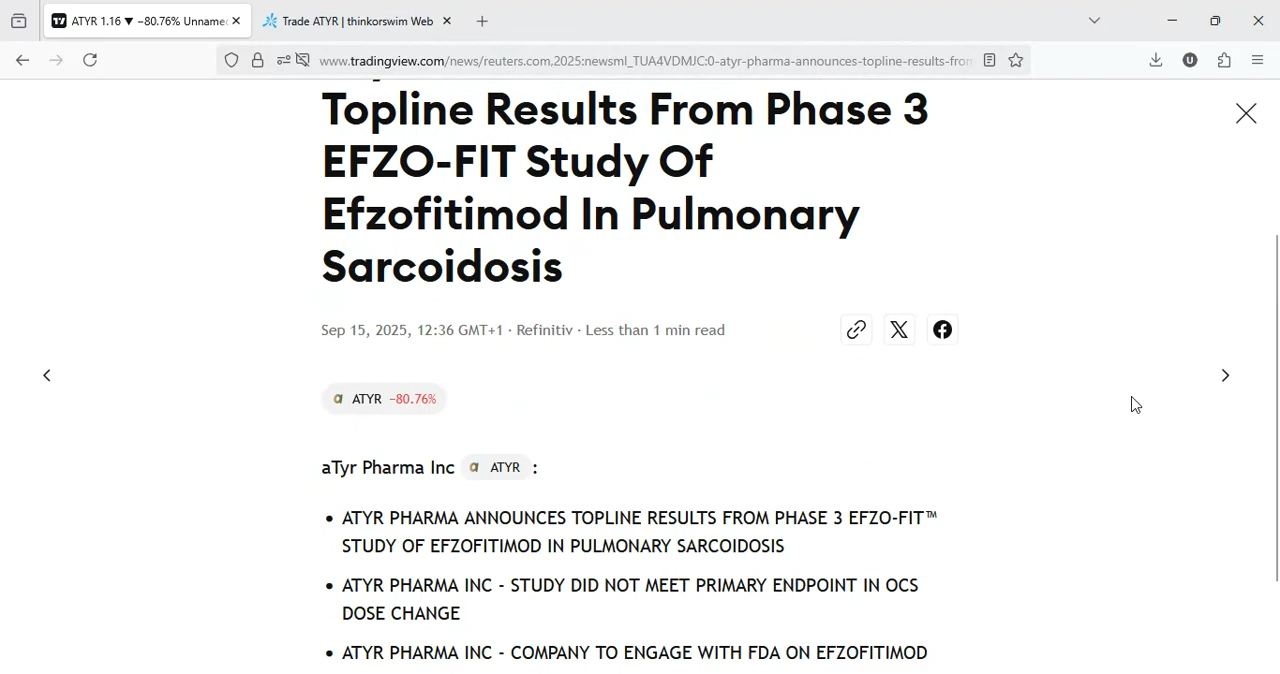 ATYR 1.16 ▼ −80.76% Unname
Trade ATYR | thinkorswim Web
www.tradingview.com/news/reuters.com,2025:newsml_TUA4VDMJC:0-atyr-pharma-announces-topline-results-from
Topline Results From Phase 3
EFZO-FIT Study Of
Efzofitimod In Pulmonary
Sarcoidosis
Sep 15, 2025, 12:36 GMT+1 · Refinitiv · Less than 1 min read
ATYR −80.76%
aTyr Pharma Inc ATYR :
• ATYR PHARMA ANNOUNCES TOPLINE RESULTS FROM PHASE 3 EFZO-FIT™
STUDY OF EFZOFITIMOD IN PULMONARY SARCOIDOSIS
• ATYR PHARMA INC - STUDY DID NOT MEET PRIMARY ENDPOINT IN OCS
DOSE CHANGE
• ATYR PHARMA INC - COMPANY TO ENGAGE WITH FDA ON EFZOFITIMOD